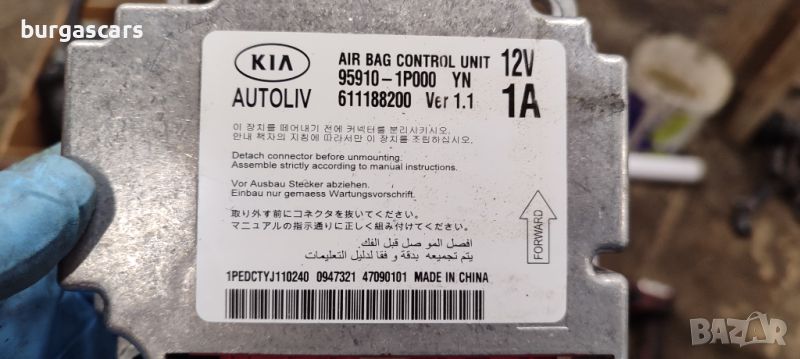 burgascars
KIA
AUTOLIV
AIR BAG CONTROL UNIT
95910-1P000 YN
611188200 Ver 1.1
12V
1A
이 장치를 떼어내기 전에 커넥터를 분리시키시오.
안내 책자의 지침에 따라서만 이 장치를 조립하십시오.
Detach connector before unmounting.
Assemble strictly according to manual instructions.
Vor Ausbau Stecker abziehen.
Einbau nur gemaess Wartungsvorschrift.
取り外す前にコネクタを抜いてください。
マニュアルの指示通りに正しく組み付けてください。
افصل الموصل قبل الفك.
يتم تجميعه بدقة و فقا لدليل التعليمات.
FORWARD
1PEDCTYJ110240 0947321 47090101 MADE IN CHINA
BAZAR